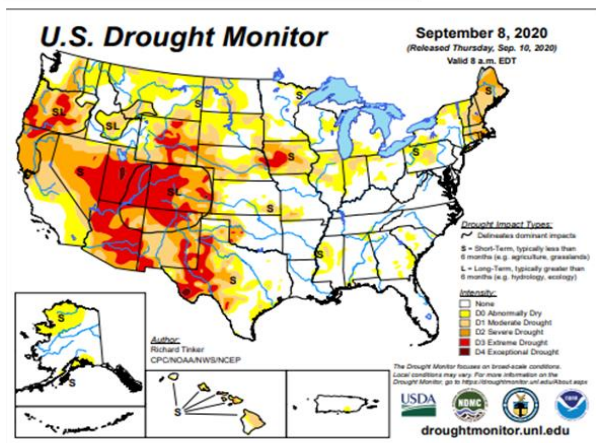 U.S. Drought Monitor
September 8, 2020
(Released Thursday, Sep. 10, 2020)
Valid 8 a.m. EDT
S
S
SL
SL
S
S
S
S
SL
S
S
S
S
S
S
S
Drought Impact Types:
Delineates dominant impacts
S = Short-Term, typically less than
6 months (e.g. agriculture, grasslands)
L = Long-Term, typically greater than
6 months (e.g. hydrology, ecology)
Intensity:
None
D0 Abnormally Dry
D1 Moderate Drought
D2 Severe Drought
D3 Extreme Drought
D4 Exceptional Drought
Author:
Richard Tinker
CPC/NOAA/NWS/NCEP
The Drought Monitor focuses on broad-scale conditions.
Local conditions may vary. For more information on the
Drought Monitor, go to https://droughtmonitor.unl.edu/About.aspx
USDA
NDMC
droughtmonitor.unl.edu